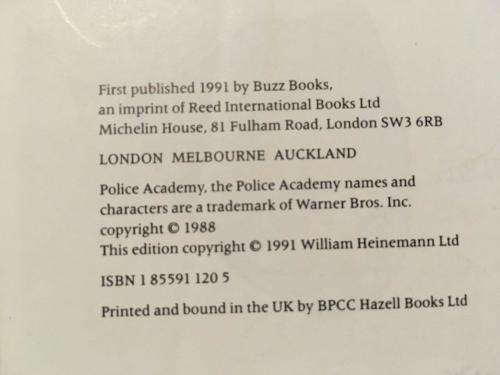 First published 1991 by Buzz Books,
an imprint of Reed International Books Ltd
Michelin House, 81 Fulham Road, London SW3 6RB
LONDON MELBOURNE AUCKLAND
Police Academy, the Police Academy names and
characters are a trademark of Warner Bros. Inc.
copyright © 1988
This edition copyright © 1991 William Heinemann Ltd
ISBN 1 85591 120 5
Printed and bound in the UK by BPCC Hazell Books Ltd